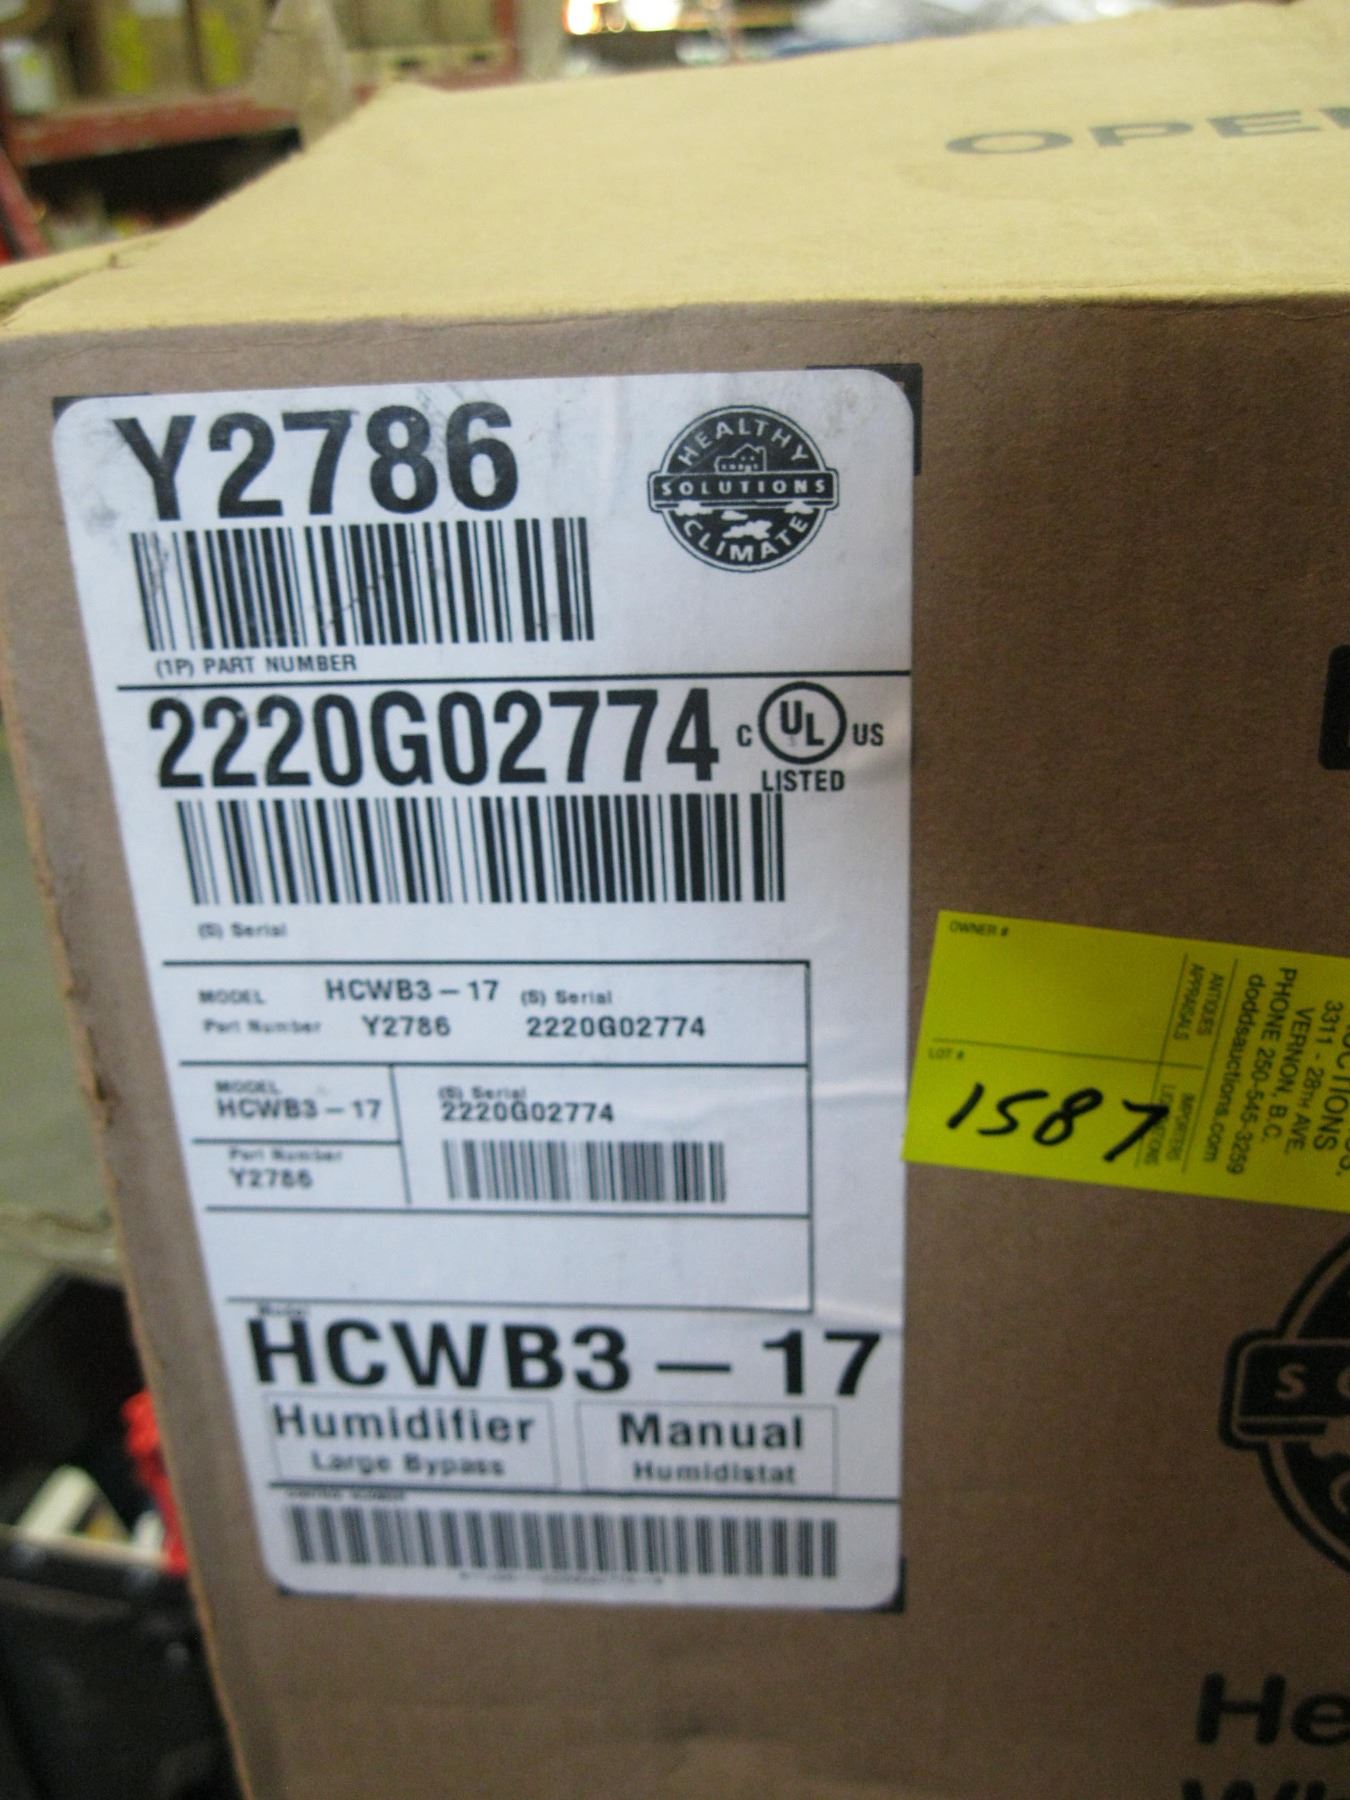 OPE
Y2786
HEALTHY
SOLUTIONS
CLIMATE
(1P) PART NUMBER
2220G02774
C UL US
LISTED
(S) Serial
MODEL HCWB3-17 (S) Serial
Part Number Y2786 2220G02774
MODEL
HCWB3-17
(S) Serial
2220G02774
Part Number
Y2786
Model
HCWB3-17
Humidifier
Large Bypass
Manual
Humidistat
OWNER #
LOT #
1587
ANTIQUES
APPRAISALS
IMPORTERS
3311 - 28TH AVE.
VERNON, B.C.
PHONE 250-545-3259
doddsauctions.com
S
He